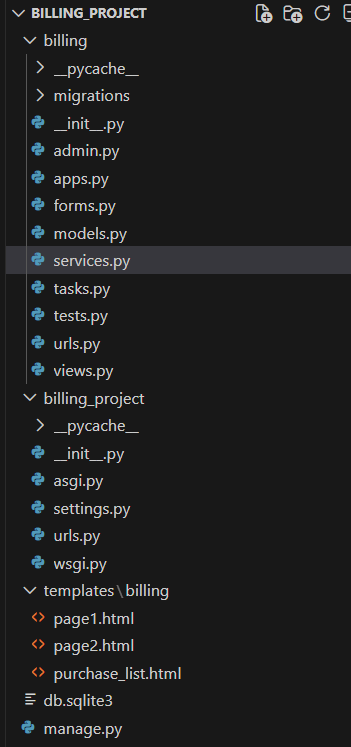 BILLING_PROJECT
billing
__pycache__
migrations
__init__.py
admin.py
apps.py
forms.py
models.py
services.py
tasks.py
tests.py
urls.py
views.py
billing_project
__pycache__
__init__.py
asgi.py
settings.py
urls.py
wsgi.py
templates\billing
page1.html
page2.html
purchase_list.html
db.sqlite3
manage.py